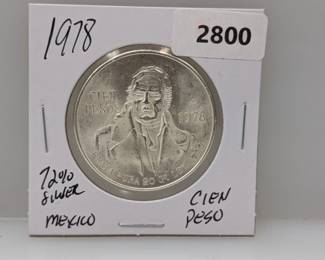 1978
2800
CIEN
PESOS
1978
72%
SILVER
MEXICO
CIEN
PESO